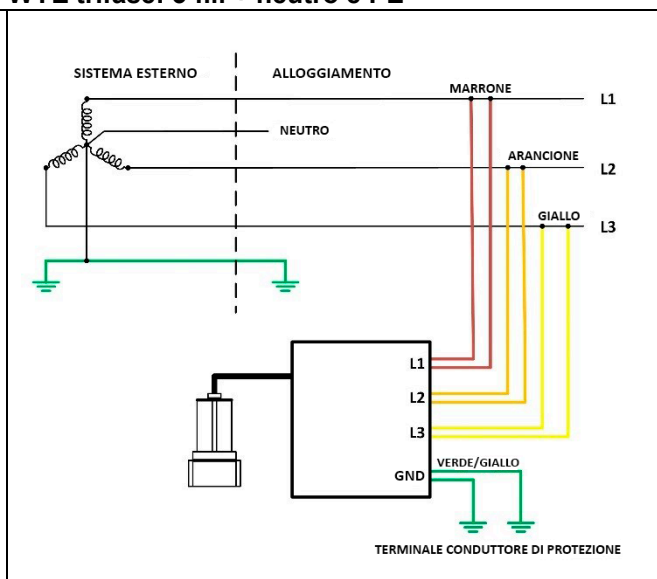 SISTEMA ESTERNO
ALLOGGIAMENTO
MARRONE
L1
NEUTRO
ARANCIONE
L2
GIALLO
L3
L1
L2
L3
VERDE/GIALLO
GND
TERMINALE CONDUTTORE DI PROTEZIONE